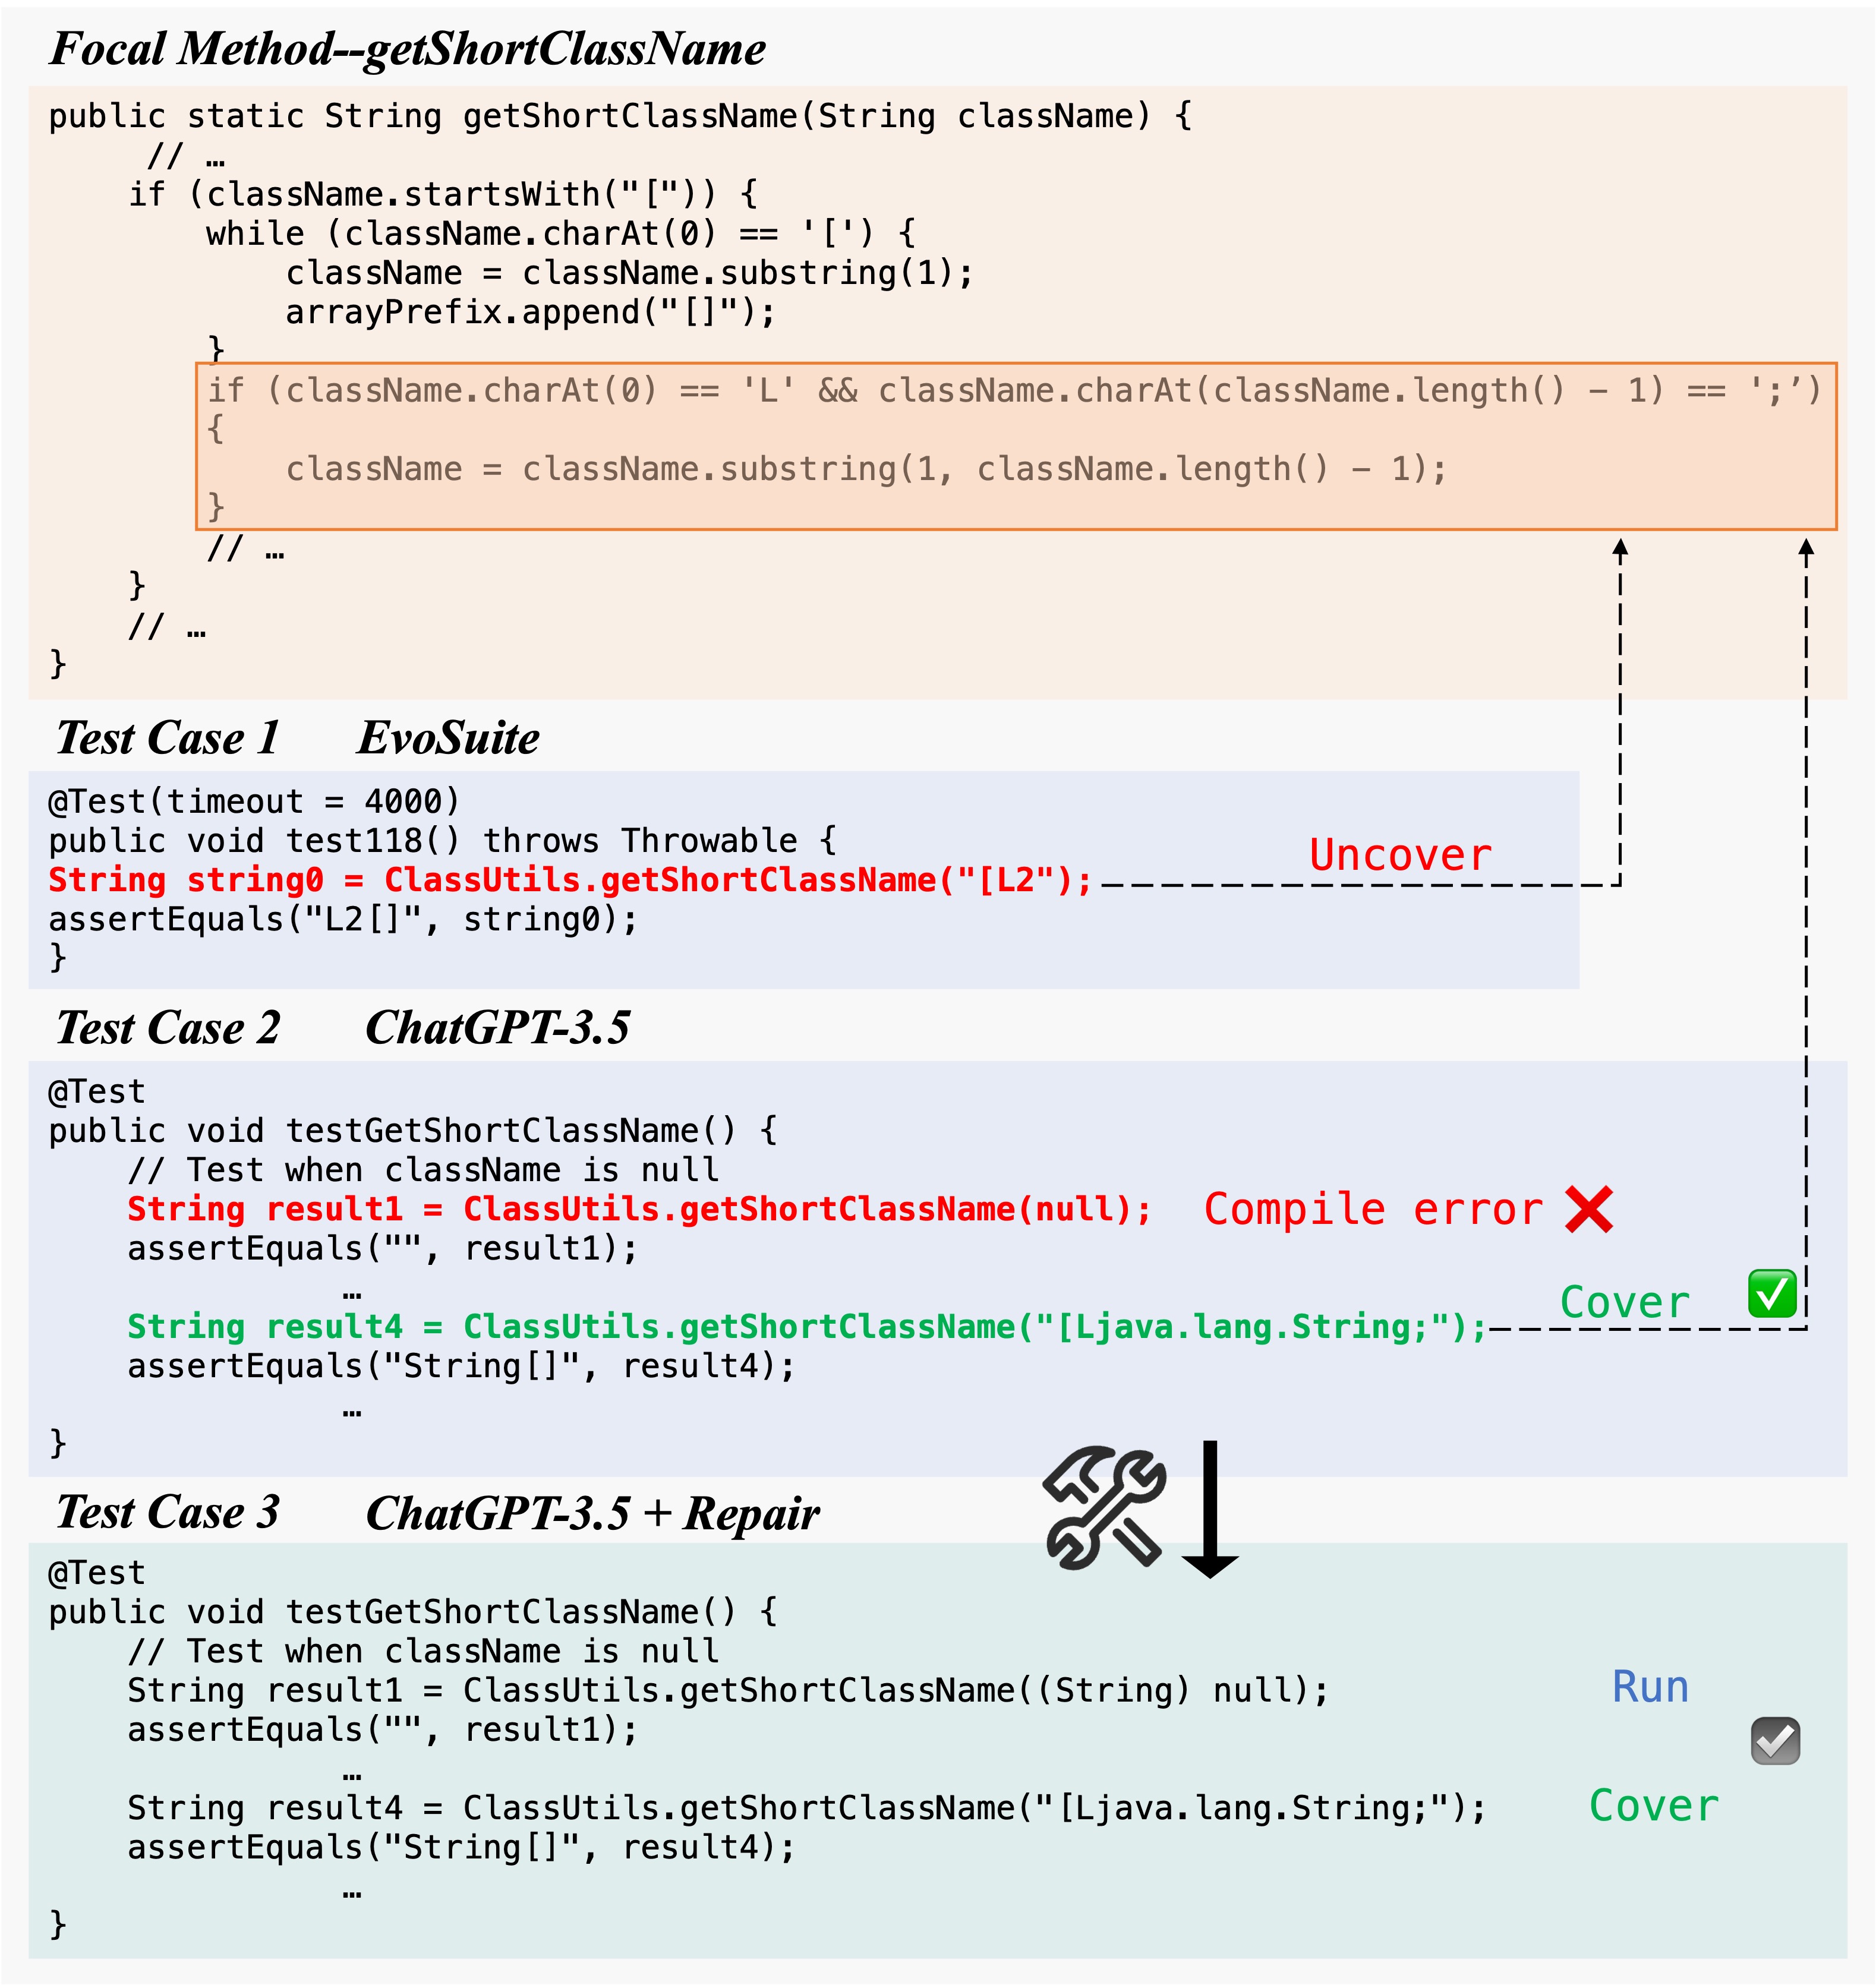 Focal Method--getShortClassName
public static String getShortClassName(String className) {
// …
if (className.startsWith("[")) {
while (className.charAt(0) == '[') {
className = className.substring(1);
arrayPrefix.append("[]");
}
if (className.charAt(0) == 'L' && className.charAt(className.length() - 1) == ';’)
{
className = className.substring(1, className.length() - 1);
}
// …
}
// …
}
Test Case 1 EvoSuite
@Test(timeout = 4000)
public void test118() throws Throwable {
String string0 = ClassUtils.getShortClassName("[L2"); Uncover
assertEquals("L2[]", string0);
}
Test Case 2 ChatGPT-3.5
@Test
public void testGetShortClassName() {
// Test when className is null
String result1 = ClassUtils.getShortClassName(null); Compile error
assertEquals("", result1);
…
String result4 = ClassUtils.getShortClassName("[Ljava.lang.String;"); Cover
assertEquals("String[]", result4);
…
}
Test Case 3 ChatGPT-3.5 + Repair
@Test
public void testGetShortClassName() {
// Test when className is null
String result1 = ClassUtils.getShortClassName((String) null); Run
assertEquals("", result1);
…
String result4 = ClassUtils.getShortClassName("[Ljava.lang.String;"); Cover
assertEquals("String[]", result4);
…
}